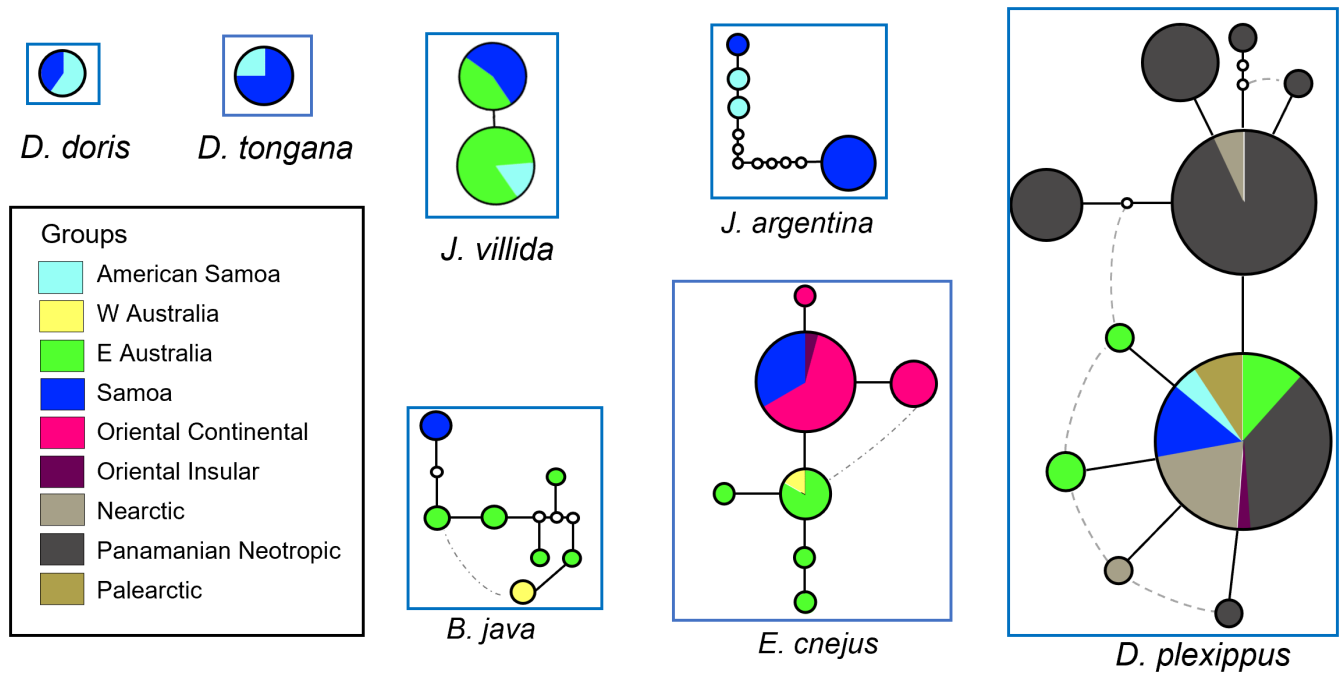 D. doris
D. tongana
J. villida
J. argentina
Groups
American Samoa
W Australia
E Australia
Samoa
Oriental Continental
Oriental Insular
Nearctic
Panamanian Neotropic
Palearctic
B. java
E. cnejus
D. plexippus